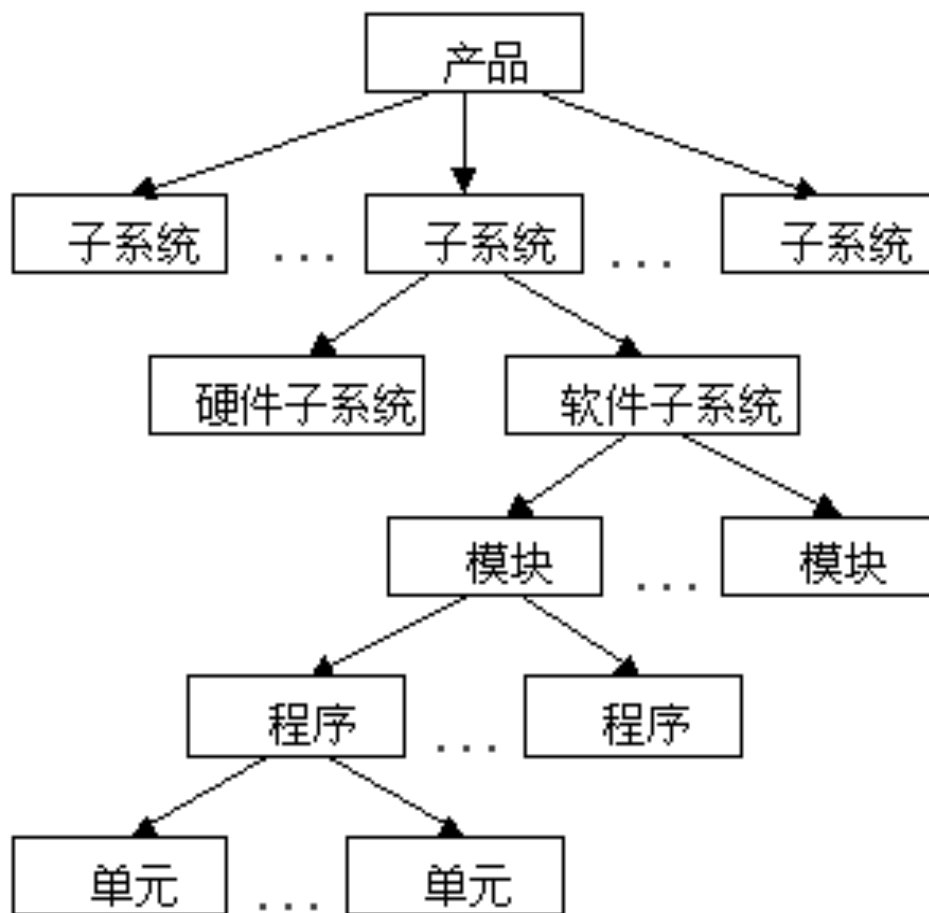 产品
子系统 ... 子系统 ... 子系统
硬件子系统 软件子系统
模块 ... 模块
程序 ... 程序
单元 ... 单元